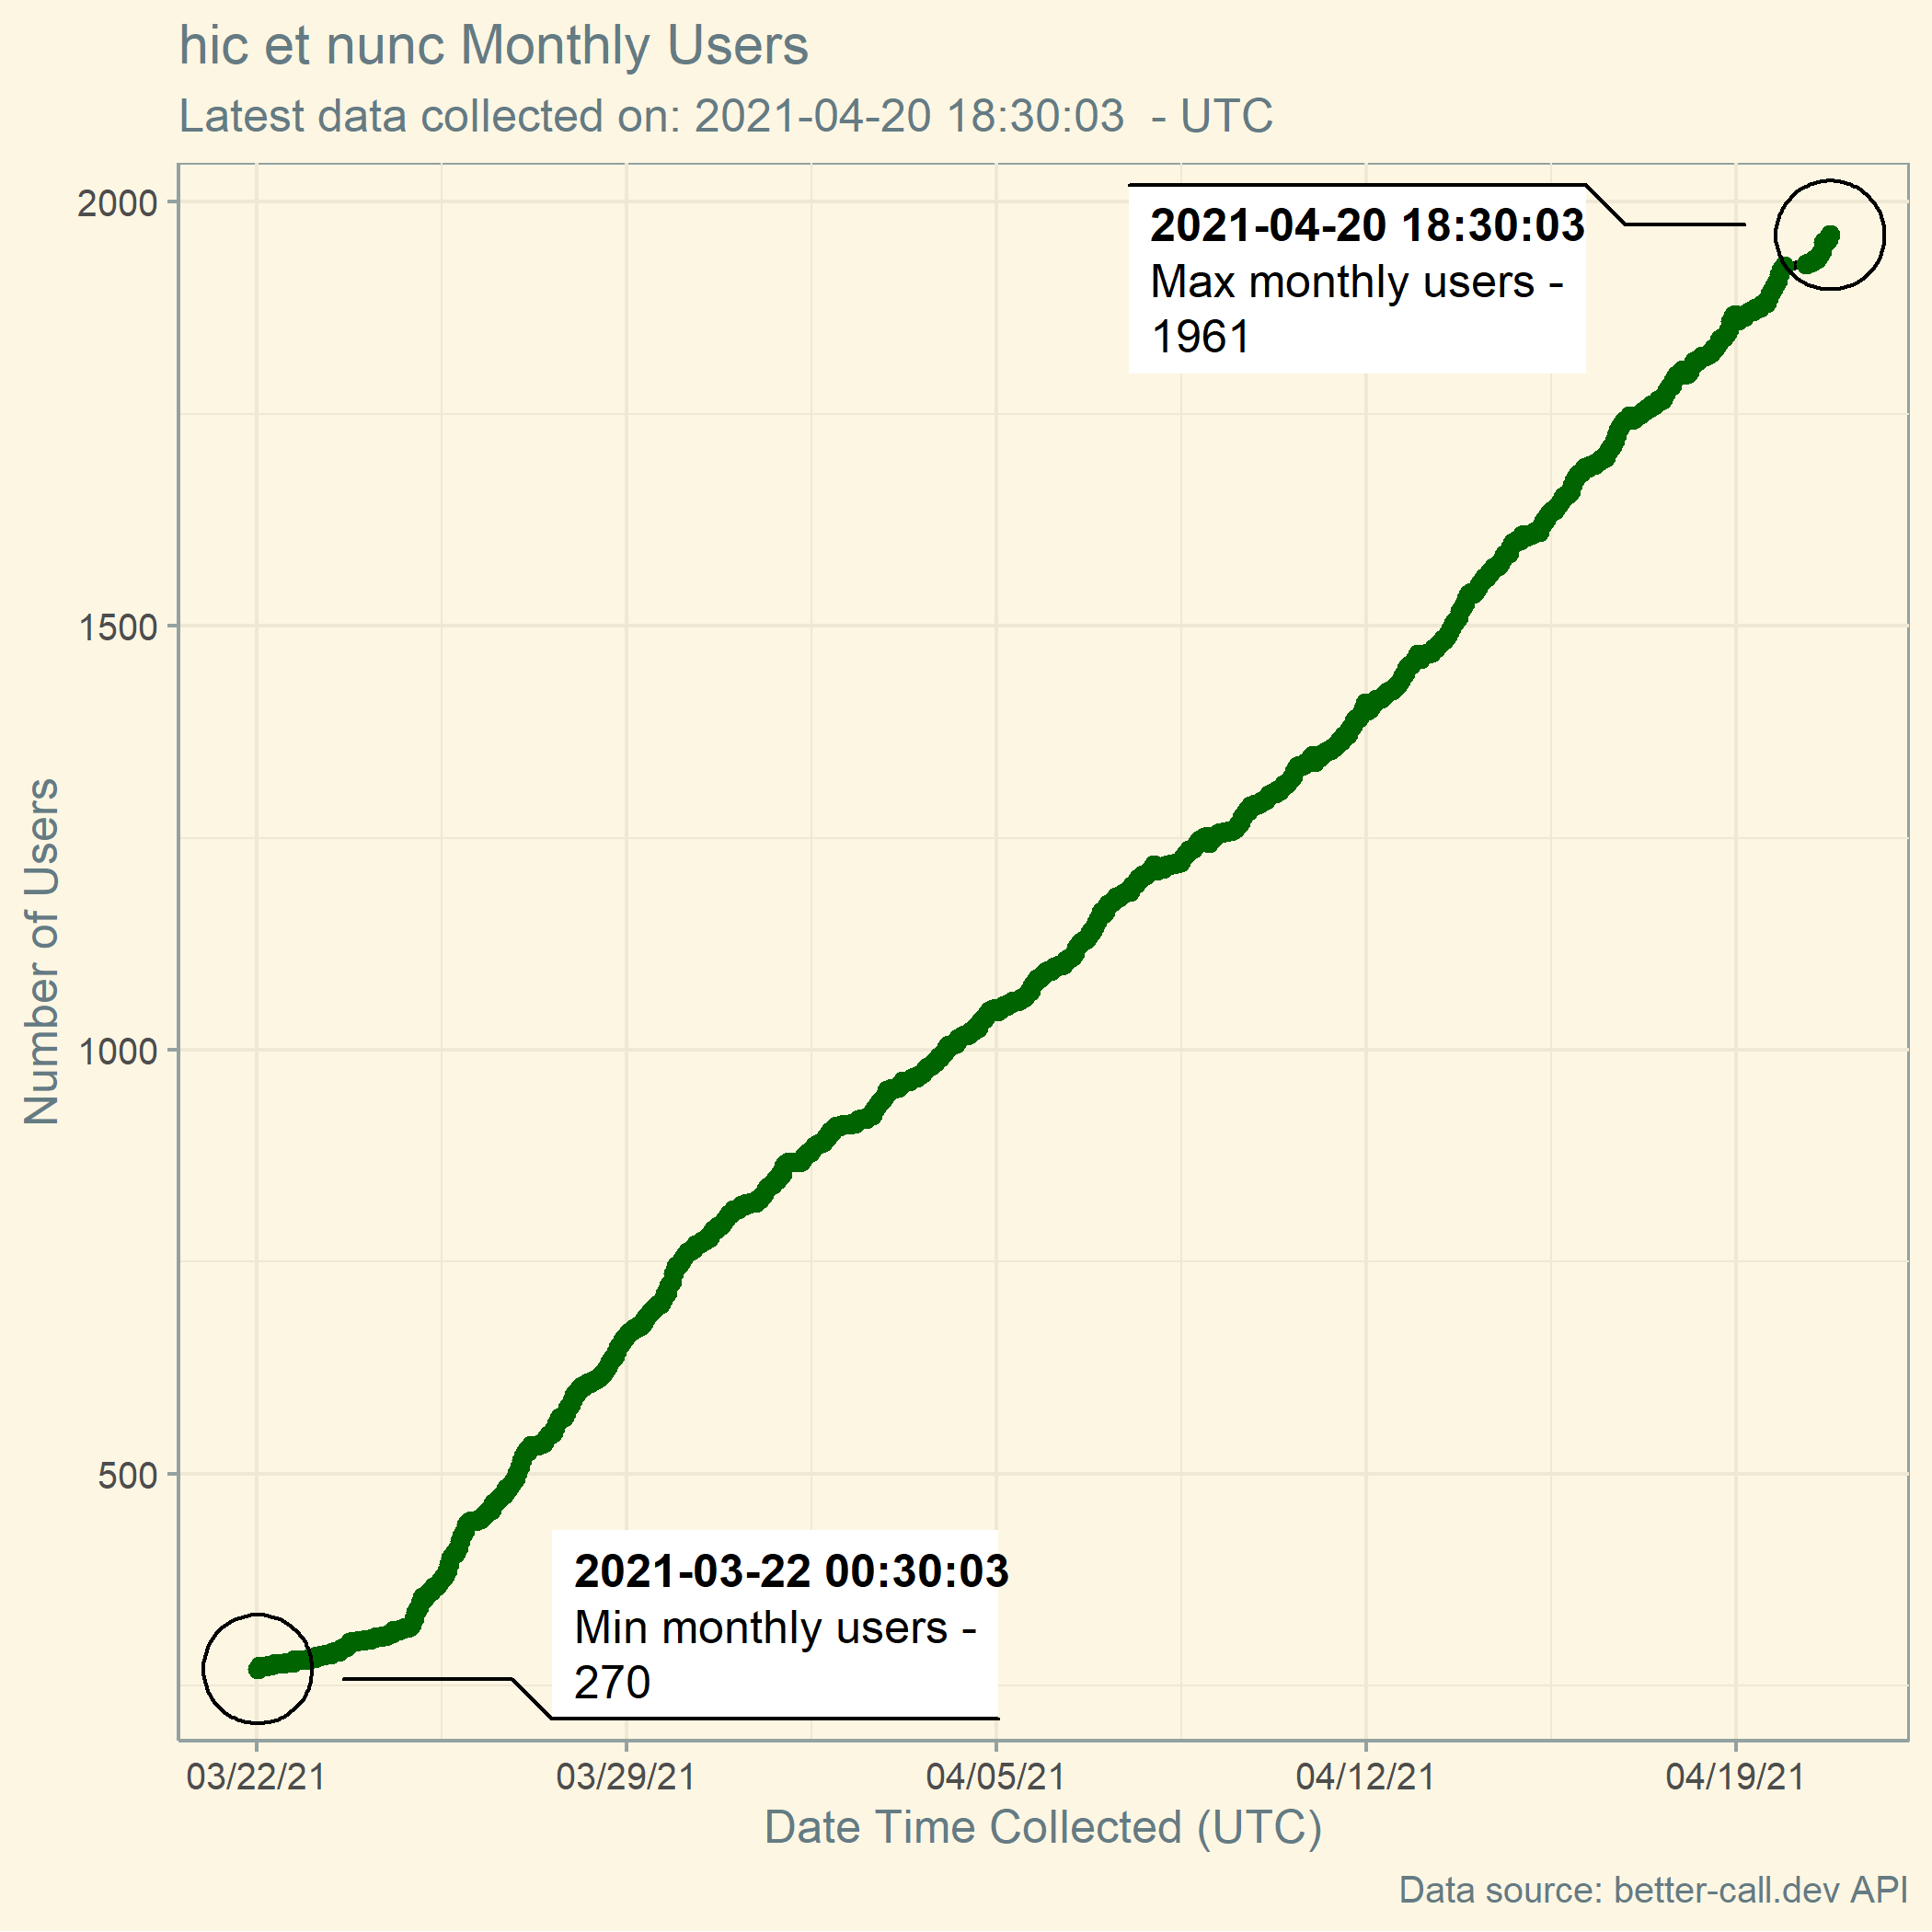 hic et nunc Monthly Users
Latest data collected on: 2021-04-20 18:30:03  - UTC
2000
1500
1000
500
Number of Users
2021-04-20 18:30:03
Max monthly users -
1961
2021-03-22 00:30:03
Min monthly users -
270
03/22/21
03/29/21
04/05/21
04/12/21
04/19/21
Date Time Collected (UTC)
Data source: better-call.dev API